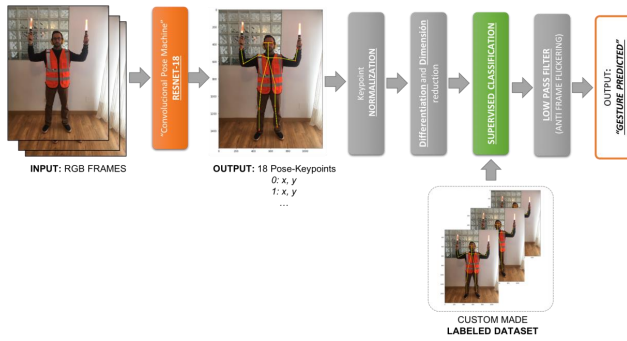 "Convolucional Pose Machine"
RESNET-18
Keypoint
NORMALIZATION
Differentiation and Dimensión
reduction
SUPERVISED CLASSIFICATION
LOW PASS FILTER
(ANTI FRAME FLICKERING)
OUTPUT:
"GESTURE PREDICTED"
INPUT: RGB FRAMES
OUTPUT: 18 Pose-Keypoints
0: x, y
1: x, y
...
CUSTOM MADE
LABELED DATASET